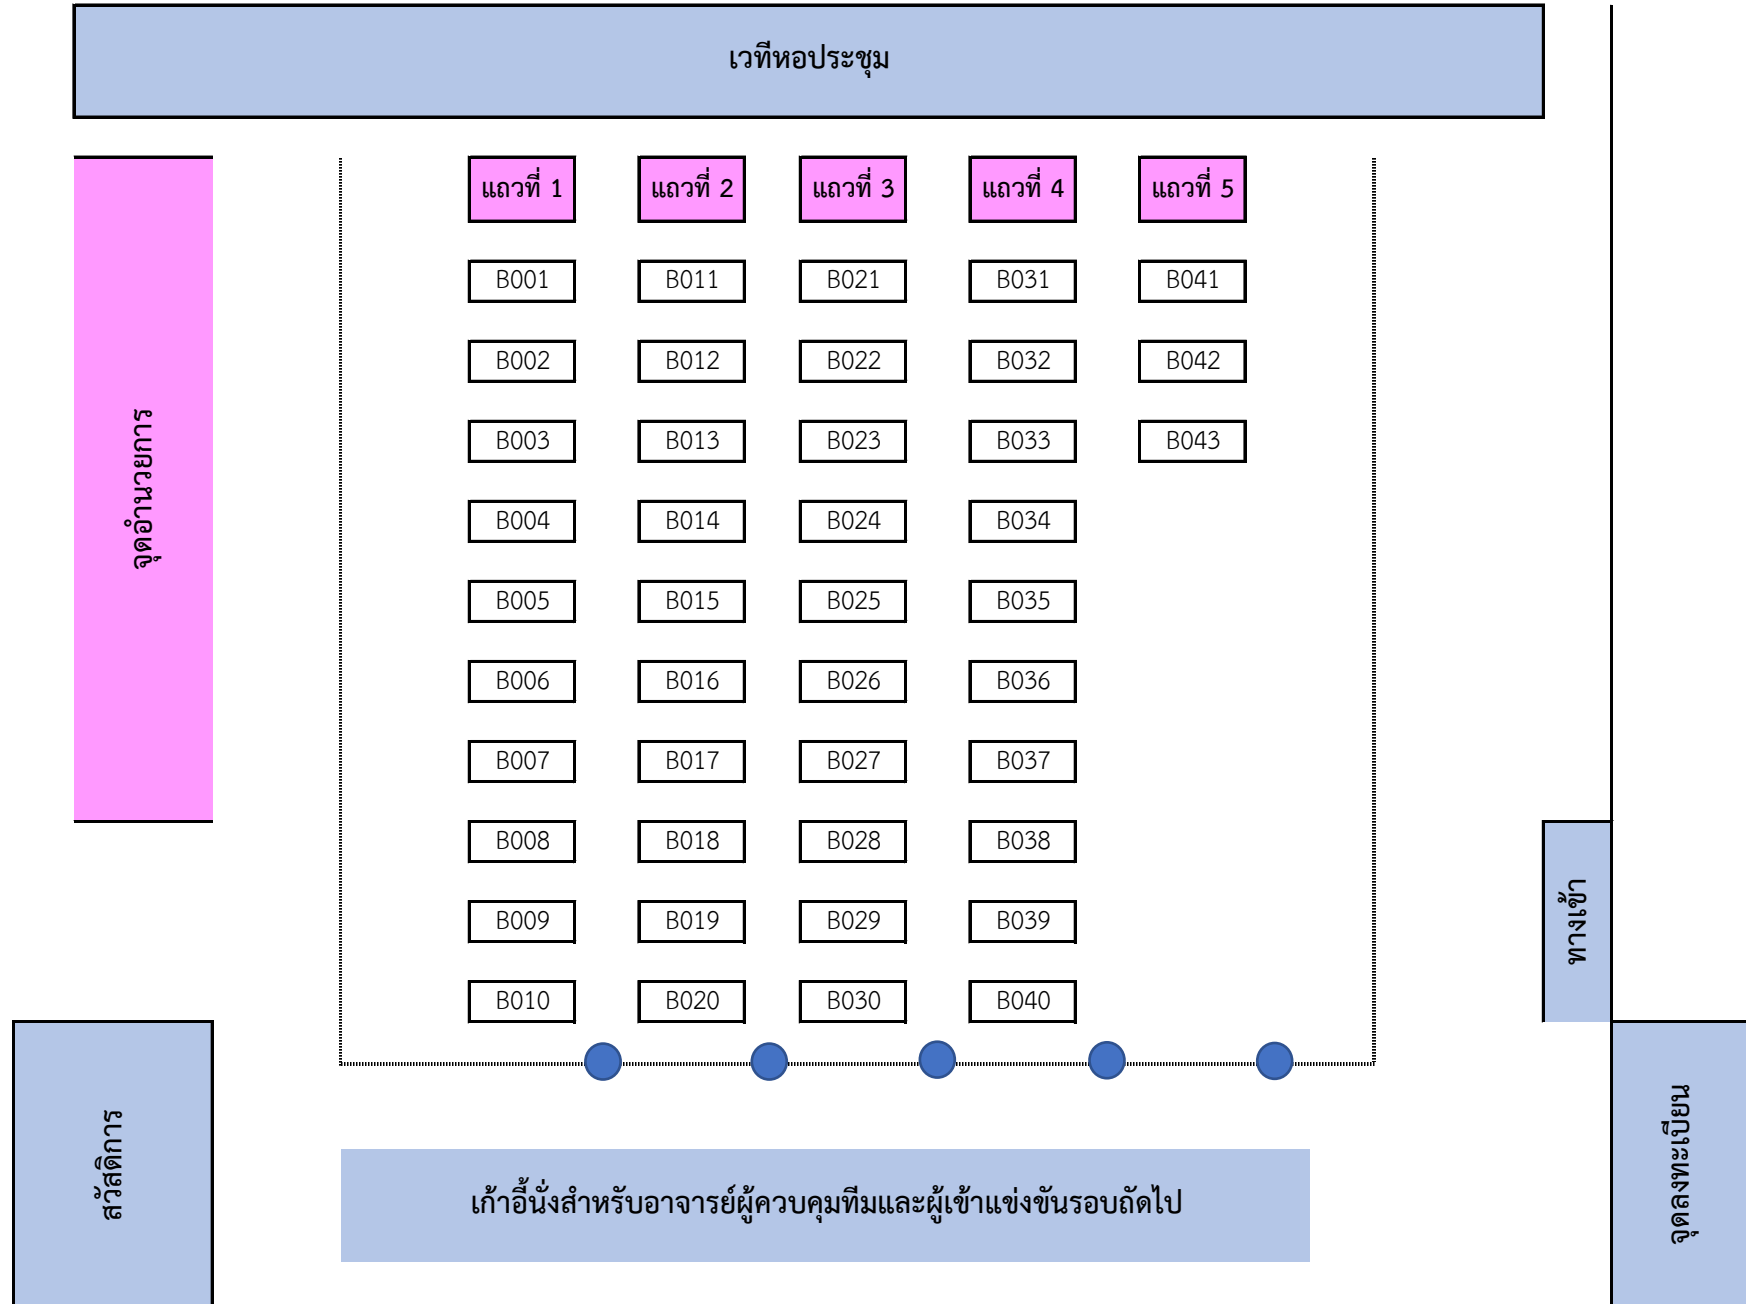 เวทีหอประชุม
แถวที่ 1 แถวที่ 2 แถวที่ 3 แถวที่ 4 แถวที่ 5
B001 B011 B021 B031 B041
B002 B012 B022 B032 B042
B003 B013 B023 B033 B043
B004 B014 B024 B034
B005 B015 B025 B035
B006 B016 B026 B036
B007 B017 B027 B037
B008 B018 B028 B038
B009 B019 B029 B039
B010 B020 B030 B040
จุดอำนวยการ
ทางเข้า
สวัสดิการ
เก้าอี้นั่งสำหรับอาจารย์ผู้ควบคุมทีมและผู้เข้าแข่งขันรอบถัดไป
จุดลงทะเบียน